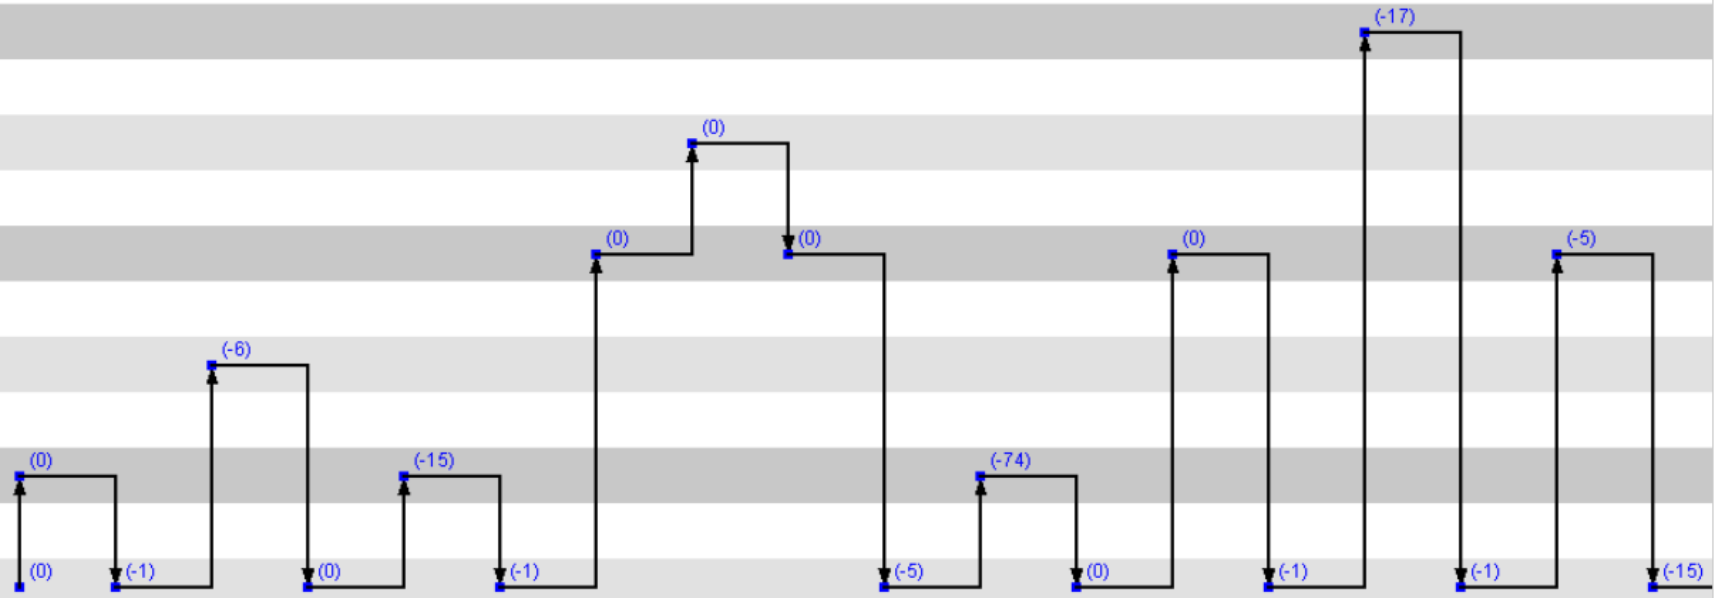 (-17)
(0)
(0) (0) (0) (-5)
(-6)
(0) (-15) (-74)
(0) (-1) (0) (-1) (-5) (0) (-1) (-1) (-15)